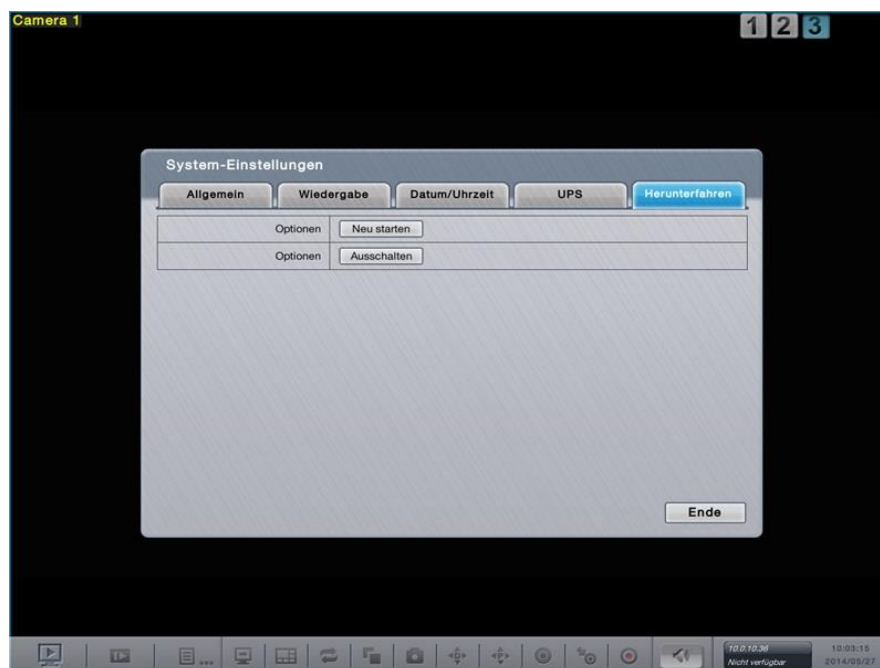 Camera 1
1 2 3
System-Einstellungen
Allgemein Wiedergabe Datum/Uhrzeit UPS Herunterfahren
Optionen Neu starten
Optionen Ausschalten
Ende
10.0.10.36 10:03:15
Nicht verfügbar 2014/05/27